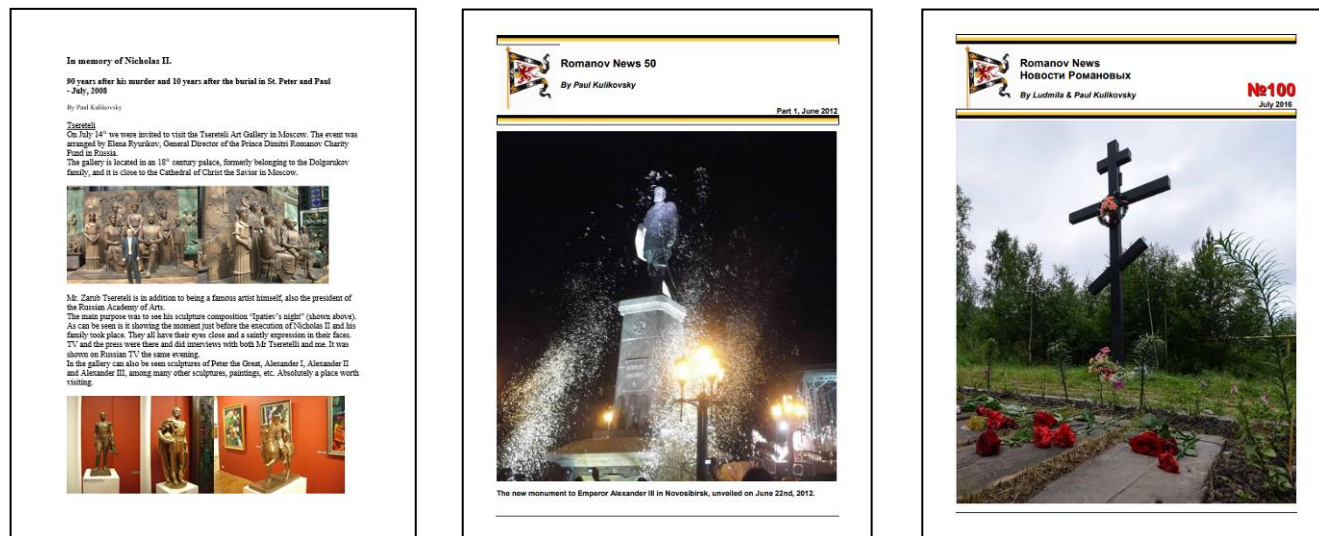 In memory of Nicholas II.
90 years after his murder and 10 years after the burial in St. Peter and Paul
- July, 2008
By Paul Kulikovsky
Tsereteli
On July 14th we were invited to visit the Tsereteli Art Gallery in Moscow. The event was
arranged by Elena Ryurikov, General Director of the Prince Dimitri Romanov Charity
Fund in Russia.
The gallery is located in an 18th century palace, formerly belonging to the Dolgorukov
family, and it is close to the Cathedral of Christ the Savior in Moscow.
Mr. Zarub Tsereteli is in addition to being a famous artist himself, also the president of
the Russian Academy of Arts.
The main purpose was to see his sculpture composition "Ipatiev's night" (shown above).
As can be seen is it showing the moment just before the execution of Nicholas II and his
family took place. They all have their eyes close and a saintly expression in their faces.
TV and the press were there and did interviews with both Mr Tseretelli and me. It was
shown on Russian TV the same evening.
In the gallery can also be seen sculptures of Peter the Great, Alexander I, Alexander II
and Alexander III, among many other sculptures, paintings, etc. Absolutely a place worth
visiting.
Romanov News 50
By Paul Kulikovsky
Part 1, June 2012
The new monument to Emperor Alexander III in Novosibirsk, unveiled on June 22nd, 2012.
Romanov News
Новости Романовых
By Ludmila & Paul Kulikovsky
№100
July 2016